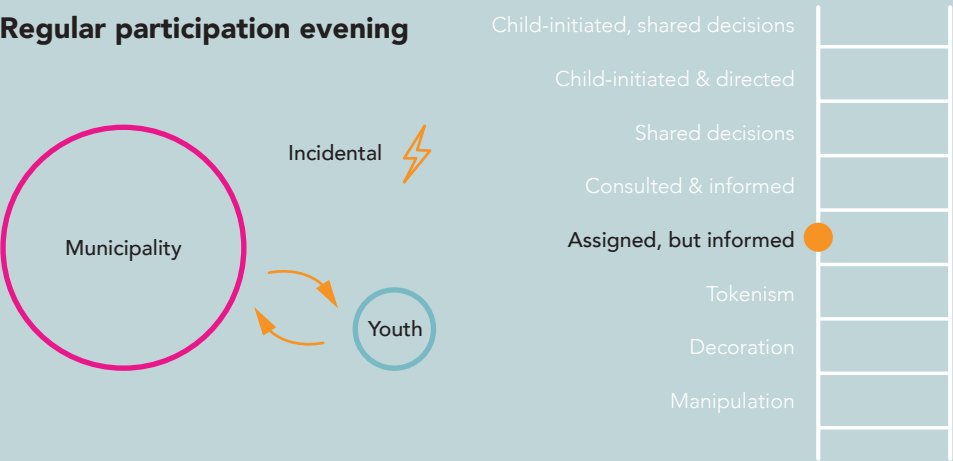 Regular participation evening
Incidental
Municipality
Youth
Child-initiated, shared decisions
Child-initiated & directed
Shared decisions
Consulted & informed
Assigned, but informed
Tokenism
Decoration
Manipulation